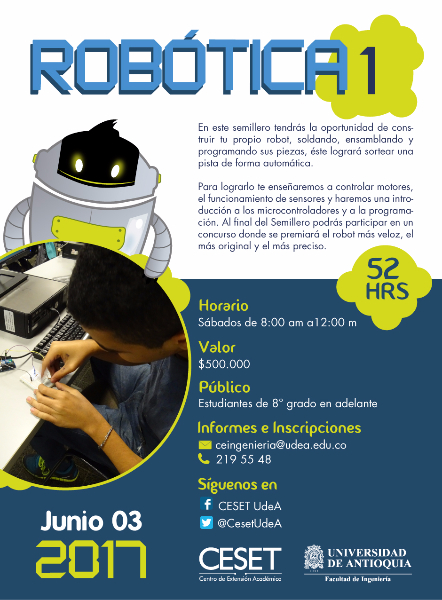 ROBÓTICA 1
En este semillero tendrás la oportunidad de cons-
truir tu propio robot, soldando, ensamblando y
programando sus piezas, éste logrará sortear una
pista de forma automática.
Para lograrlo te enseñaremos a controlar motores,
el funcionamiento de sensores y haremos una intro-
ducción a los microcontroladores y a la programa-
ción. Al final del Semillero podrás participar en un
concurso donde se premiará el robot más veloz, el
más original y el más preciso.
52
HRS
Horario
Sábados de 8:00 am a12:00 m
Valor
$500.000
Público
Estudiantes de 8° grado en adelante
Informes e Inscripciones
ceingenieria@udea.edu.co
219 55 48
Síguenos en
CESET UdeA
@CesetUdeA
Junio 03
2017
CESET
Centro de Extensión Académica
UNIVERSIDAD
DE ANTIOQUIA
Facultad de Ingeniería